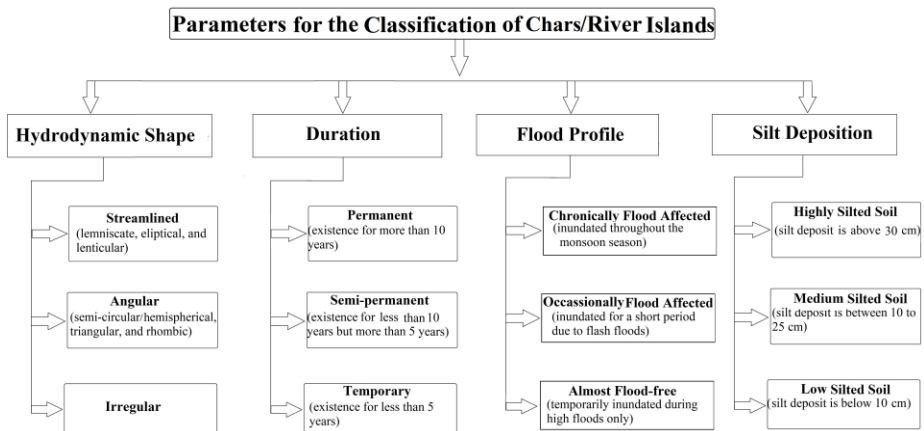 Parameters for the Classification of Chars/River Islands
Hydrodynamic Shape
Streamlined
(lemniscate, eliptical, and
lenticular)
Angular
(semi-circular/hemispherical,
triangular, and rhombic)
Irregular
Duration
Permanent
(existence for more than 10
years)
Semi-permanent
(existence for less than 10
years but more than 5 years)
Temporary
(existence for less than 5
years)
Flood Profile
Chronically Flood Affected
(inundated throughout the
monsoon season)
Occassionally Flood Affected
(inundated for a short period
due to flash floods)
Almost Flood-free
(temporarily inundated during
high floods only)
Silt Deposition
Highly Silted Soil
(silt deposit is above 30 cm)
Medium Silted Soil
(silt deposit is between 10 to
25 cm)
Low Silted Soil
(silt deposit is below 10 cm)